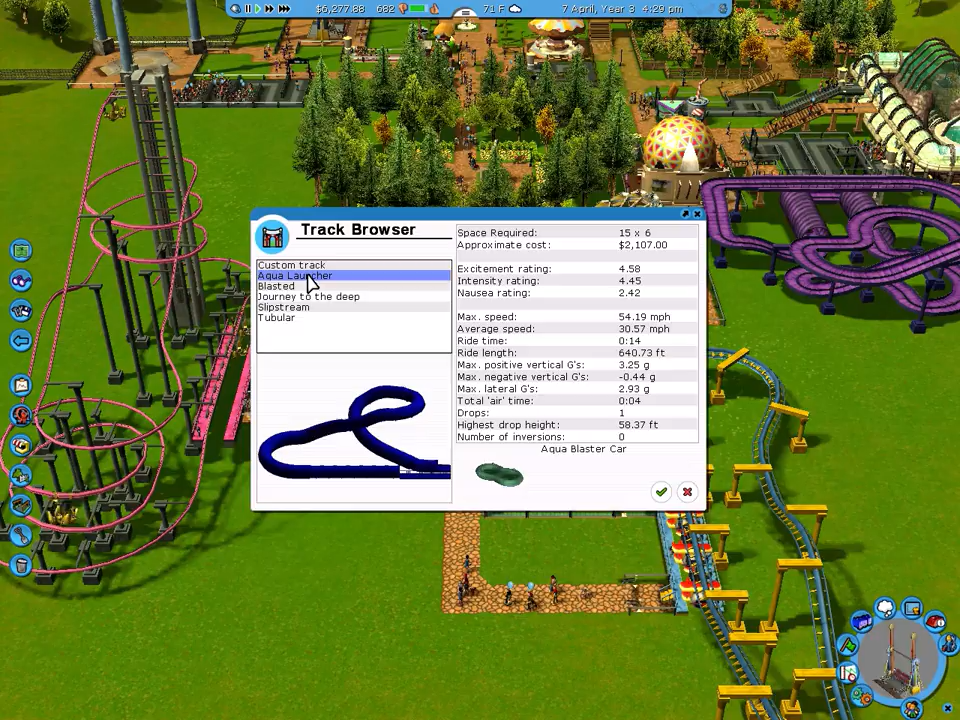 $6,277.88 682 71 F 7 April, Year 3 4:29 pm
Track Browser
Custom track
Aqua Launcher
Blasted
Journey to the deep
Slipstream
Tubular
Space Required: 15 x 6
Approximate cost: $2,107.00
Excitement rating: 4.58
Intensity rating: 4.45
Nausea rating: 2.42
Max. speed: 54.19 mph
Average speed: 30.57 mph
Ride time: 0:14
Ride length: 640.73 ft
Max. positive vertical G's: 3.25 g
Max. negative vertical G's: -0.44 g
Max. lateral G's: 2.93 g
Total 'air' time: 0:04
Drops: 1
Highest drop height: 58.37 ft
Number of inversions: 0
Aqua Blaster Car